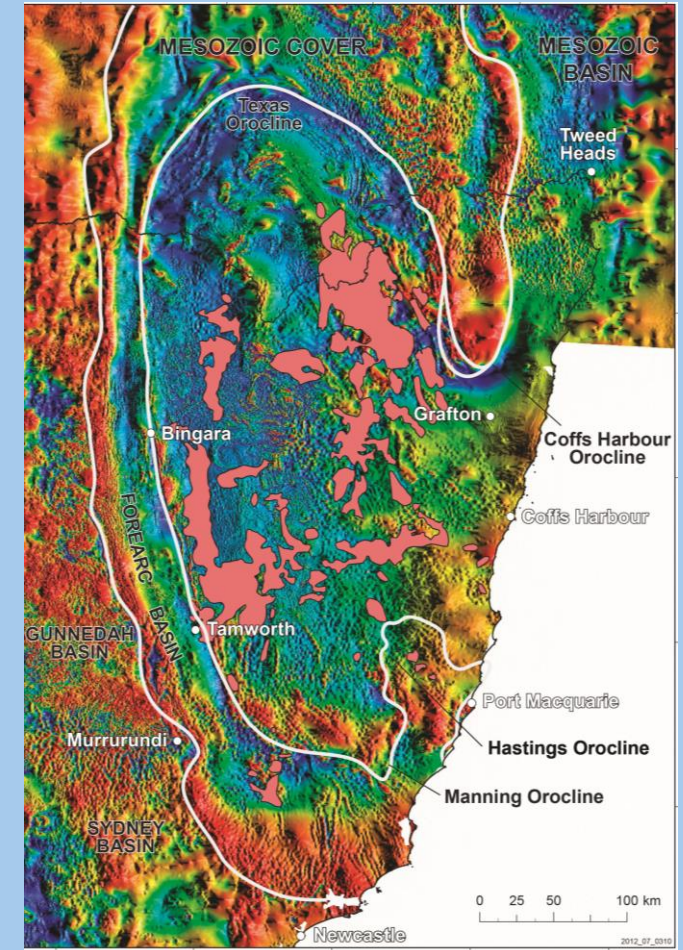 MESOZOIC COVER
MESOZOIC
BASIN
Texas
Orocline
Tweed
Heads
Grafton
Bingara
Coffs Harbour
Orocline
Coffs Harbour
FOREARC
BASIN
GUNNEDAH
BASIN
Tamworth
Port Macquarie
Murrurundi
Hastings Orocline
Manning Orocline
SYDNEY
BASIN
0 25 50 100 km
Newcastle
2012_07_0310